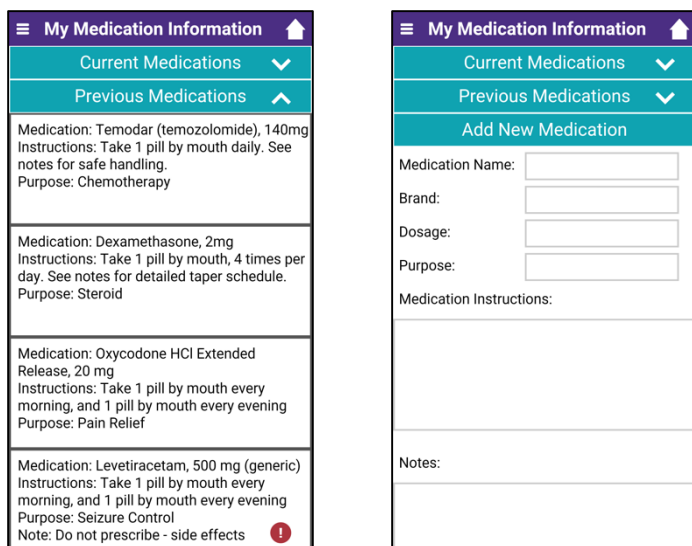 My Medication Information
Current Medications
Previous Medications
Medication: Temodar (temozolomide), 140mg
Instructions: Take 1 pill by mouth daily. See
notes for safe handling.
Purpose: Chemotherapy
Medication: Dexamethasone, 2mg
Instructions: Take 1 pill by mouth, 4 times per
day. See notes for detailed taper schedule.
Purpose: Steroid
Medication: Oxycodone HCl Extended
Release, 20 mg
Instructions: Take 1 pill by mouth every
morning, and 1 pill by mouth every evening
Purpose: Pain Relief
Medication: Levetiracetam, 500 mg (generic)
Instructions: Take 1 pill by mouth every
morning, and 1 pill by mouth every evening
Purpose: Seizure Control
Note: Do not prescribe - side effects
!
My Medication Information
Current Medications
Previous Medications
Add New Medication
Medication Name:
Brand:
Dosage:
Purpose:
Medication Instructions:
Notes: